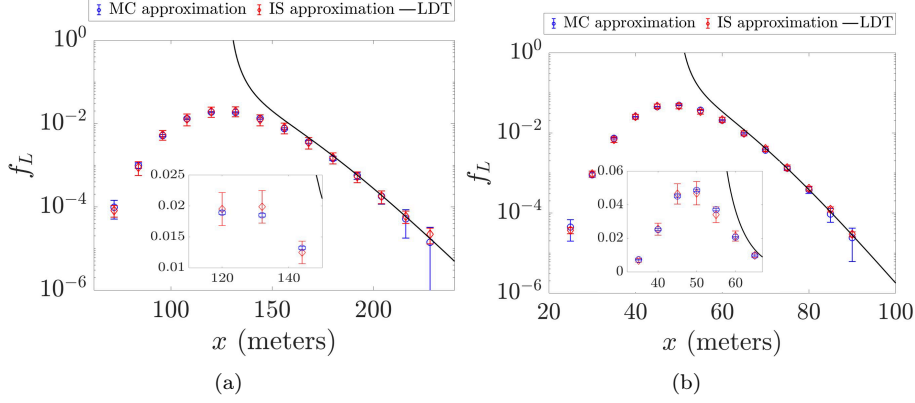 MC approximation IS approximation LDT
10^0
10^-2
10^-4
10^-6
f_L
0.025
0.02
0.015
0.01
120 140
100 150 200
x (meters)
(a)
MC approximation IS approximation LDT
10^0
10^-2
10^-4
10^-6
f_L
0.06
0.04
0.02
0
40 50 60
20 40 60 80 100
x (meters)
(b)